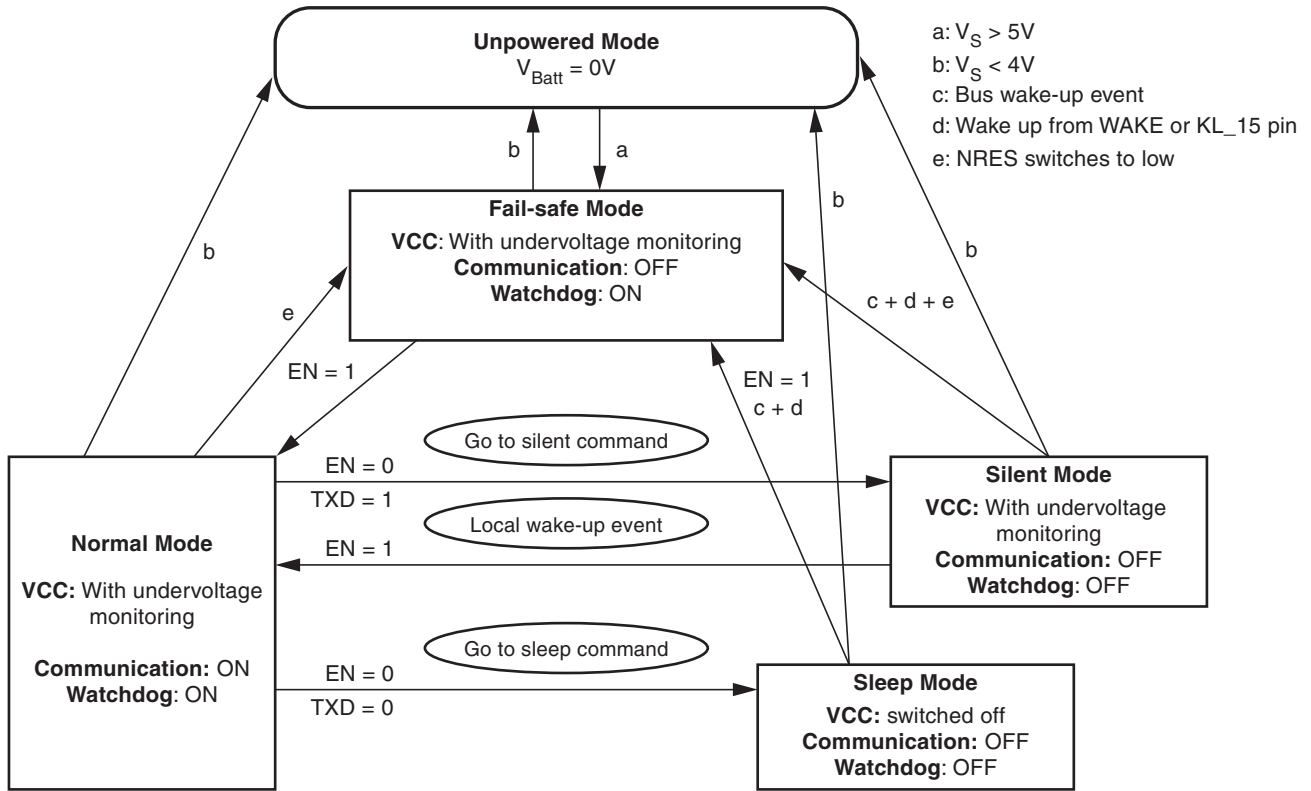 Unpowered Mode
V_Batt = 0V
a: V_S > 5V
b: V_S < 4V
c: Bus wake-up event
d: Wake up from WAKE or KL_15 pin
e: NRES switches to low
b
a
Fail-safe Mode
VCC: With undervoltage monitoring
Communication: OFF
Watchdog: ON
b
b
b
c + d + e
e
EN = 1
EN = 1
c + d
Go to silent command
EN = 0
TXD = 1
Local wake-up event
EN = 1
Normal Mode
VCC: With undervoltage
monitoring
Communication: ON
Watchdog: ON
Silent Mode
VCC: With undervoltage
monitoring
Communication: OFF
Watchdog: OFF
Go to sleep command
EN = 0
TXD = 0
Sleep Mode
VCC: switched off
Communication: OFF
Watchdog: OFF